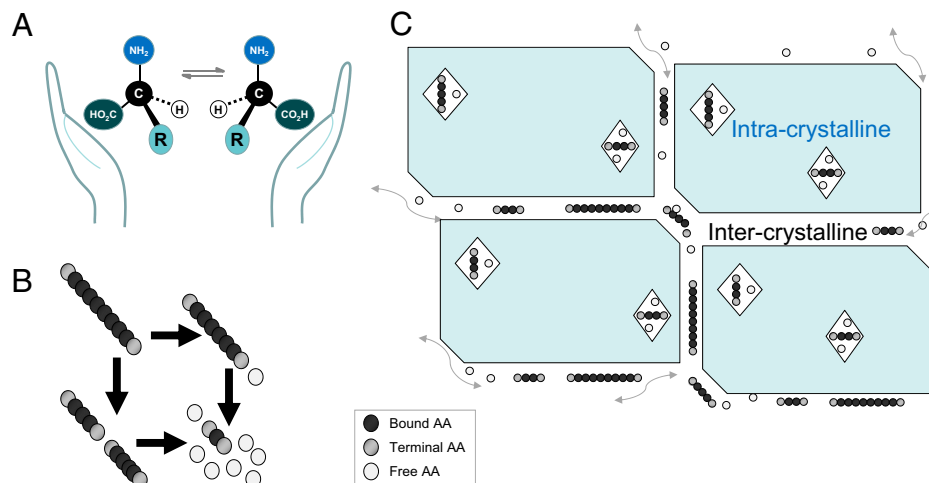 A
NH₂
NH₂
C
H
H
C
HO₂C
CO₂H
R
R
B
Bound AA
Terminal AA
Free AA
C
Intra-crystalline
Inter-crystalline